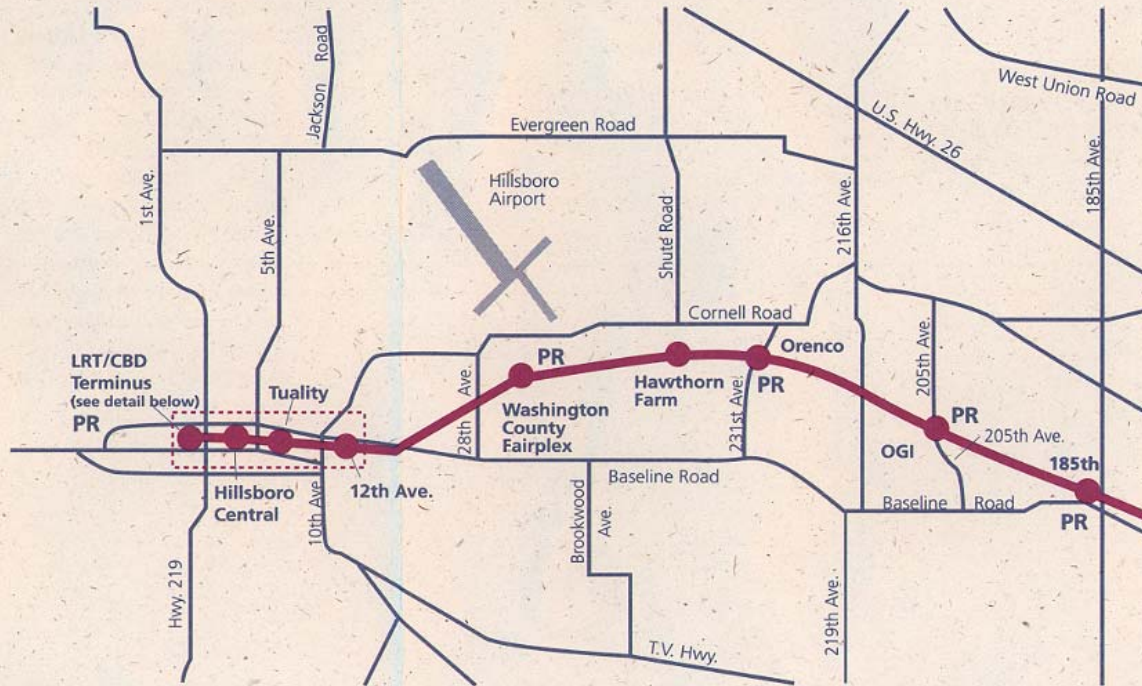 Jackson Road
West Union Road
U.S. Hwy. 26
Evergreen Road
Hillsboro
Airport
1st Ave.
5th Ave.
Shute Road
216th Ave.
185th Ave.
Cornell Road
LRT/CBD
Terminus
(see detail below)
PR
Tuality
28th Ave.
PR
Washington
County
Fairplex
Hawthorn
Farm
Orenco
PR
231st Ave.
205th Ave.
PR
205th Ave.
OGI
185th
PR
Hillsboro
Central
10th Ave.
12th Ave.
Baseline Road
Baseline Road
Brookwood
Ave.
Hwy. 219
219th Ave.
T.V. Hwy.